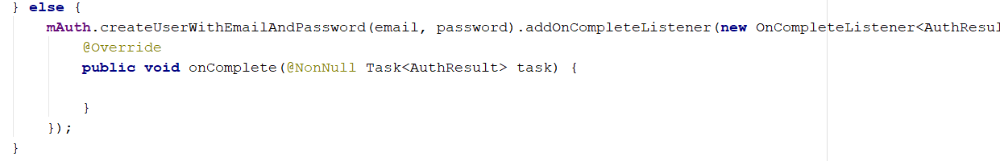 } else {
mAuth.createUserWithEmailAndPassword(email, password).addOnCompleteListener(new OnCompleteListener<AuthResul
@Override
public void onComplete(@NonNull Task<AuthResult> task) {
}
});
}